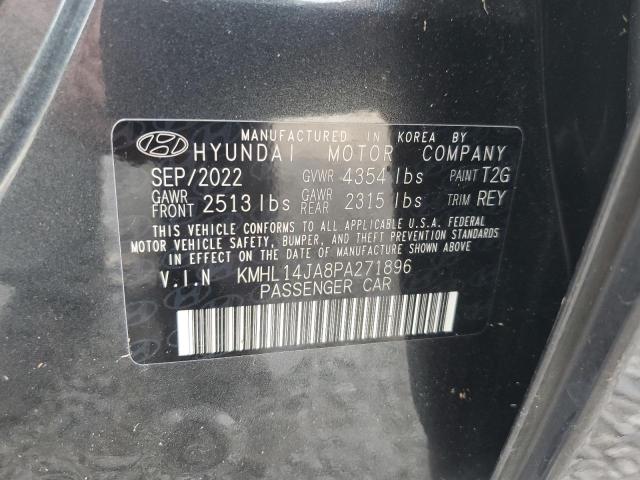 MANUFACTURED IN KOREA BY
HYUNDAI MOTOR COMPANY
SEP/2022 GVWR 4354 lbs PAINT T2G
GAWR FRONT 2513 lbs GAWR REAR 2315 lbs TRIM REY
THIS VEHICLE CONFORMS TO ALL APPLICABLE U.S.A. FEDERAL
MOTOR VEHICLE SAFETY, BUMPER, AND THEFT PREVENTION STANDARDS
IN EFFECT ON THE DATE OF MANUFACTURE SHOWN ABOVE
V.I.N KMHL14JA8PA271896
PASSENGER CAR